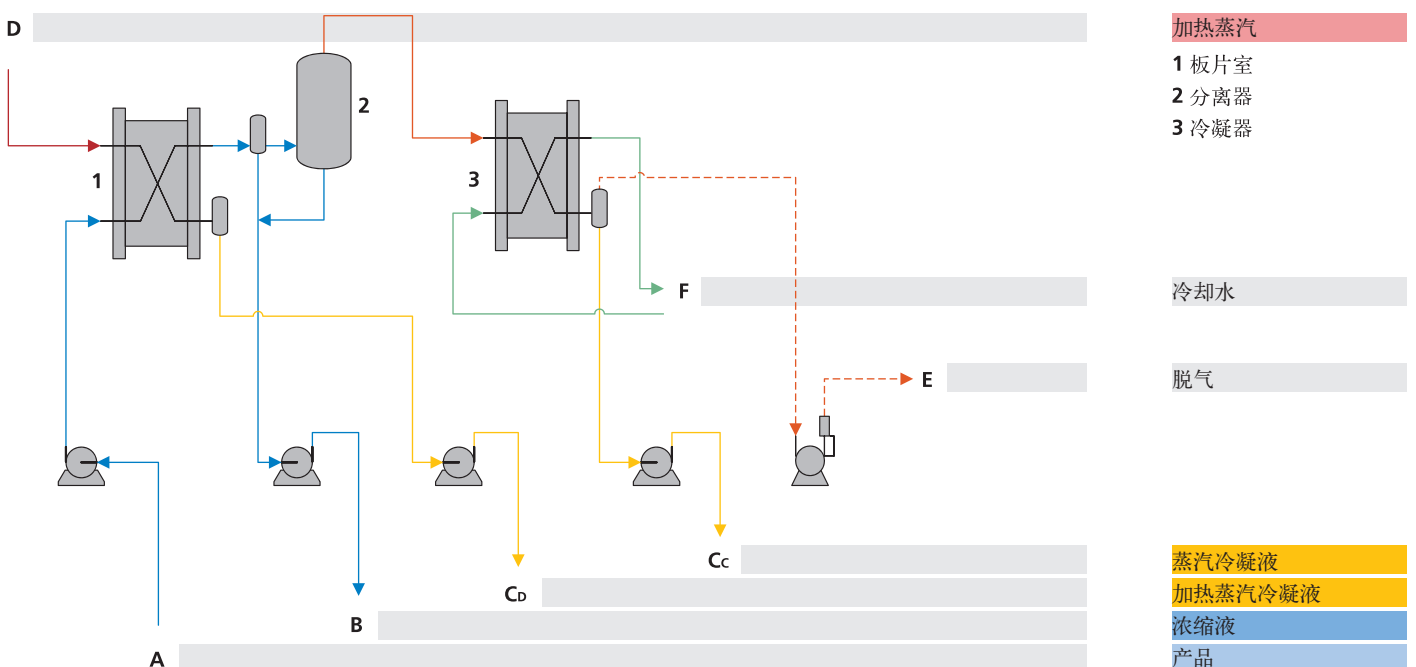 D 加热蒸汽
1 板片室
2 分离器
3 冷凝器
1
2
3
F 冷却水
E 脱气
Cc 蒸汽冷凝液
CD 加热蒸汽冷凝液
B 浓缩液
A 产品